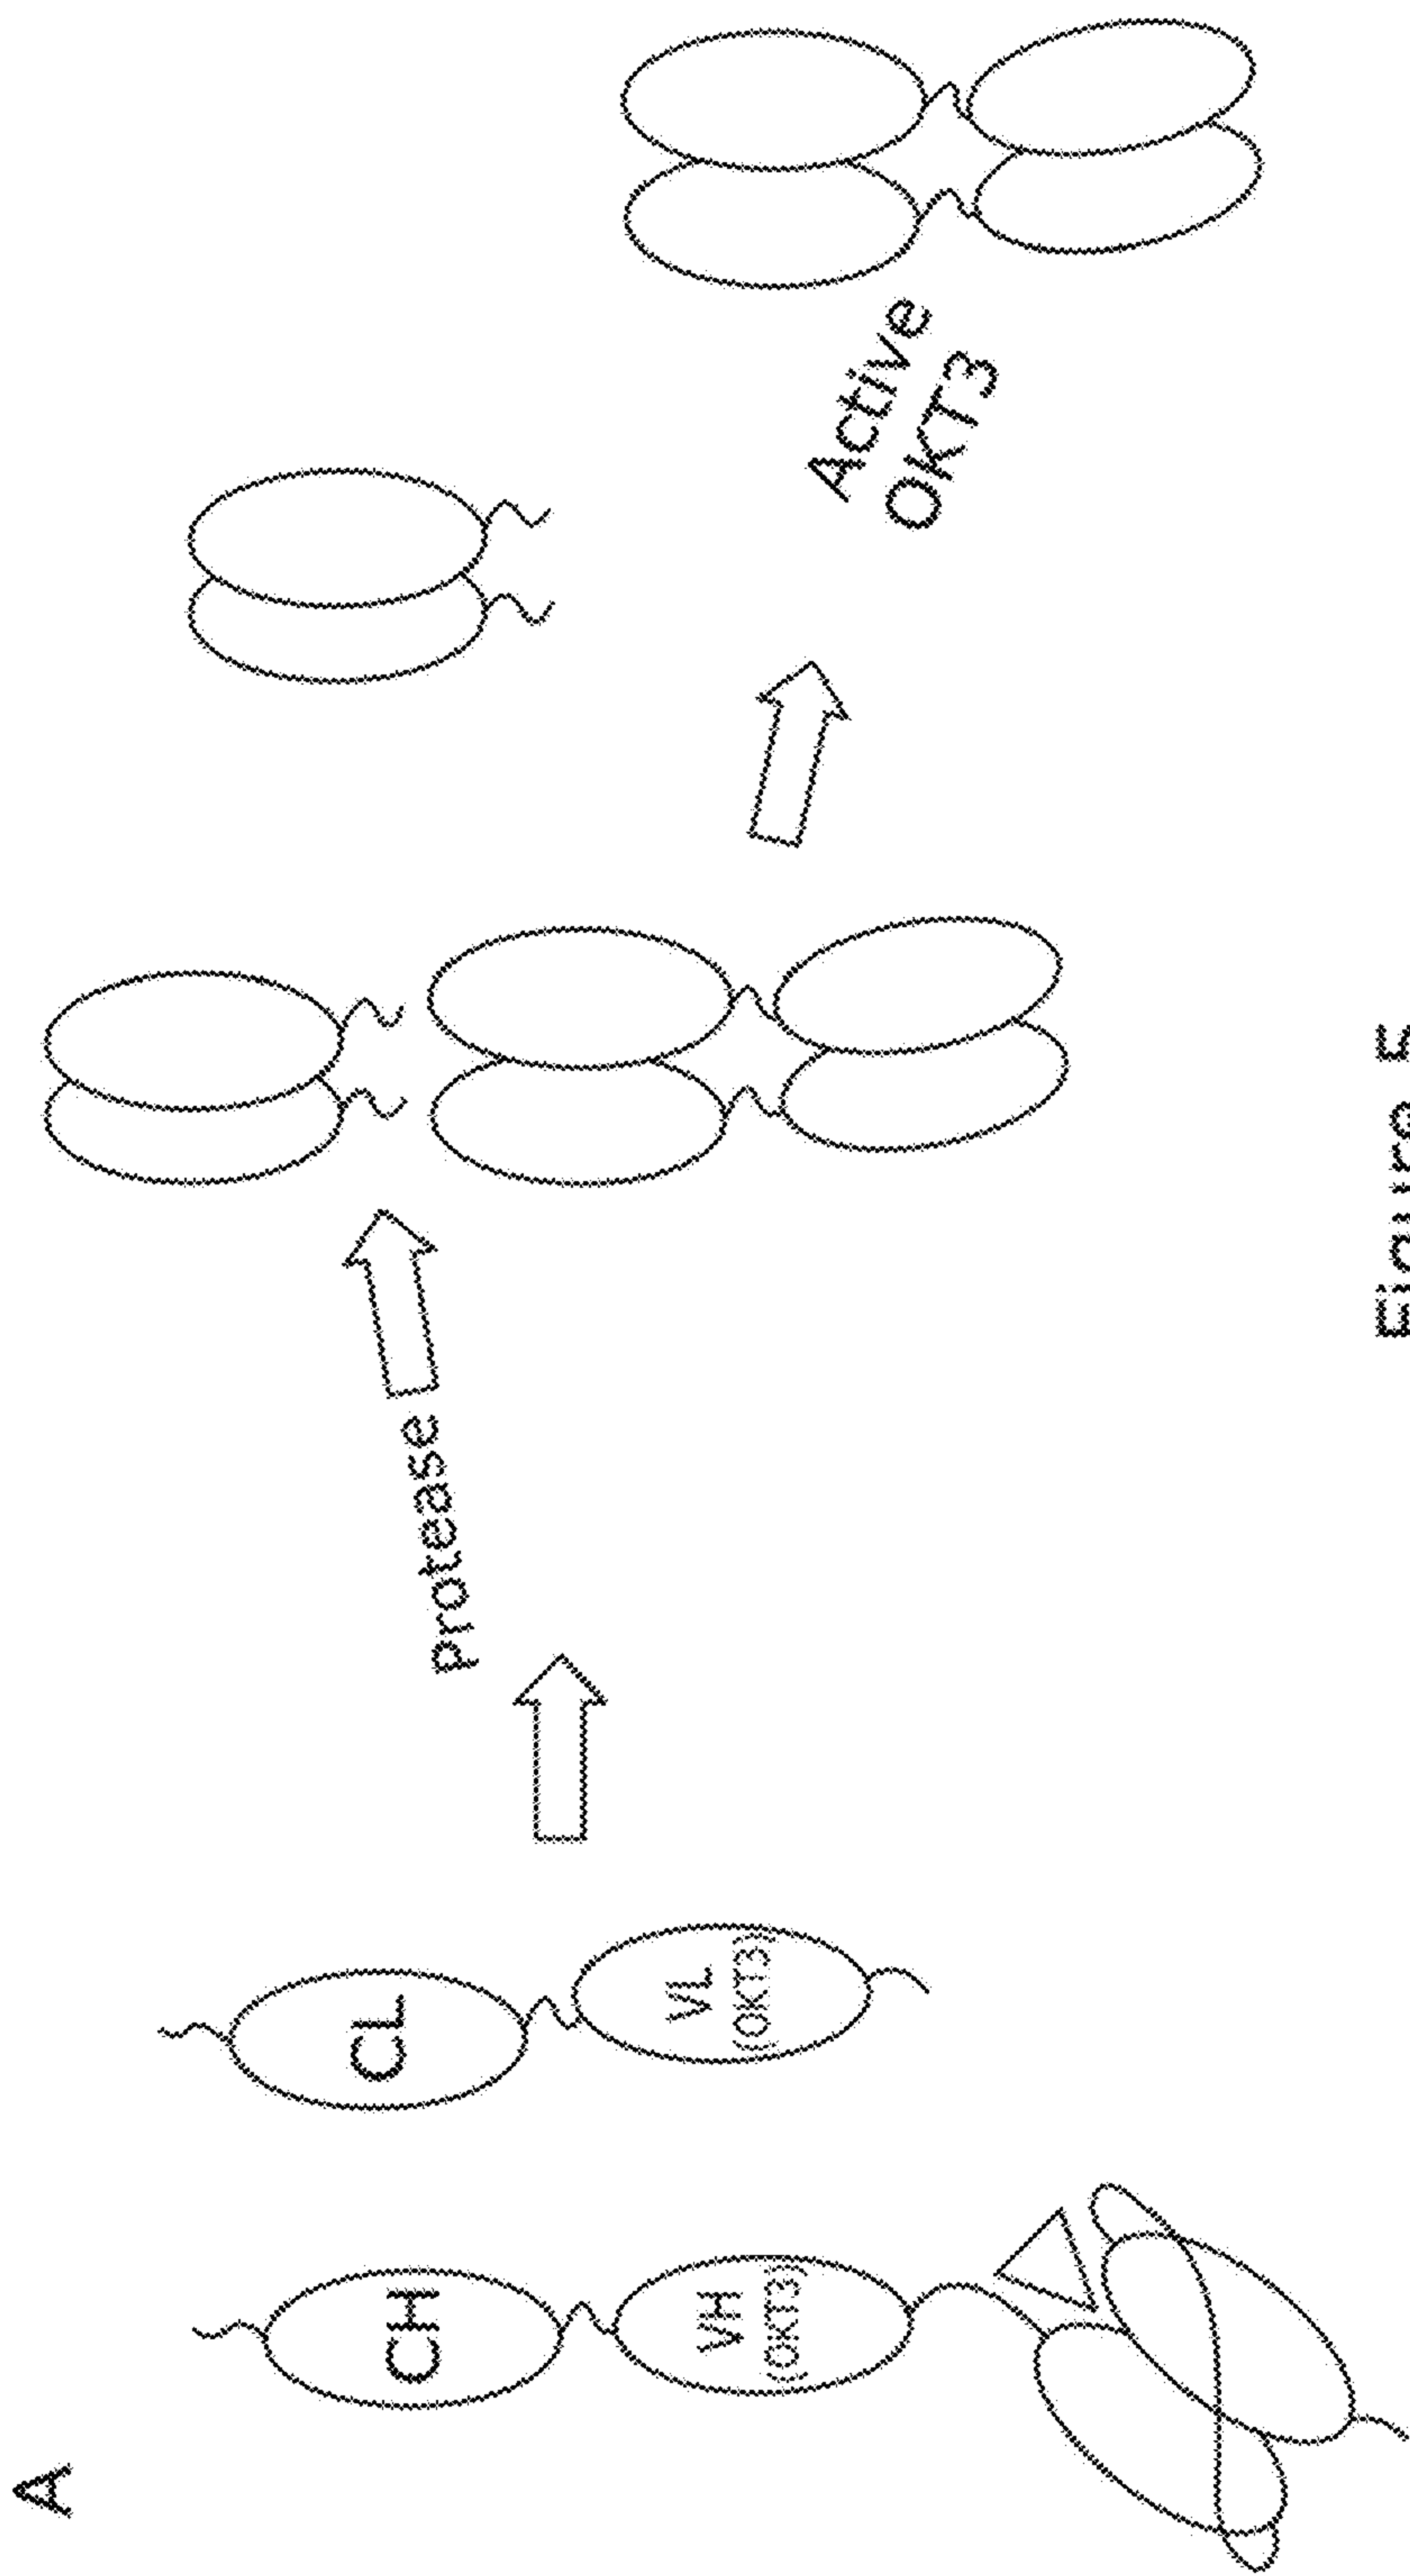 A
CH
VH
(OKT3)
CL
VL
(OKT3)
protease
Active
OKT3
Figure 5